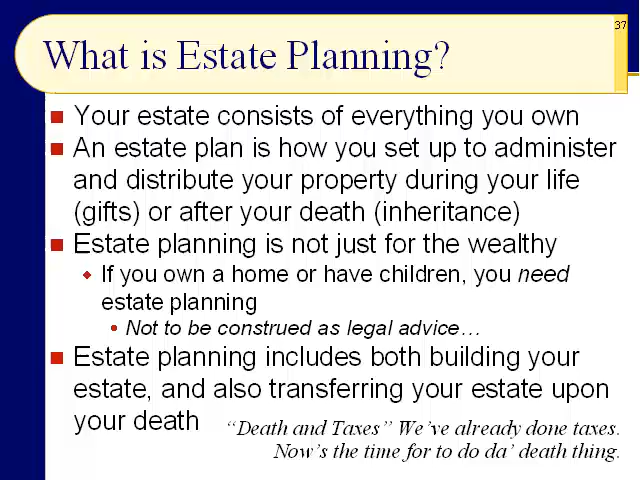 37
What is Estate Planning?
Your estate consists of everything you own
An estate plan is how you set up to administer
and distribute your property during your life
(gifts) or after your death (inheritance)
Estate planning is not just for the wealthy
If you own a home or have children, you need
estate planning
Not to be construed as legal advice…
Estate planning includes both building your
estate, and also transferring your estate upon
your death
“Death and Taxes” We’ve already done taxes.
Now’s the time for to do da’ death thing.